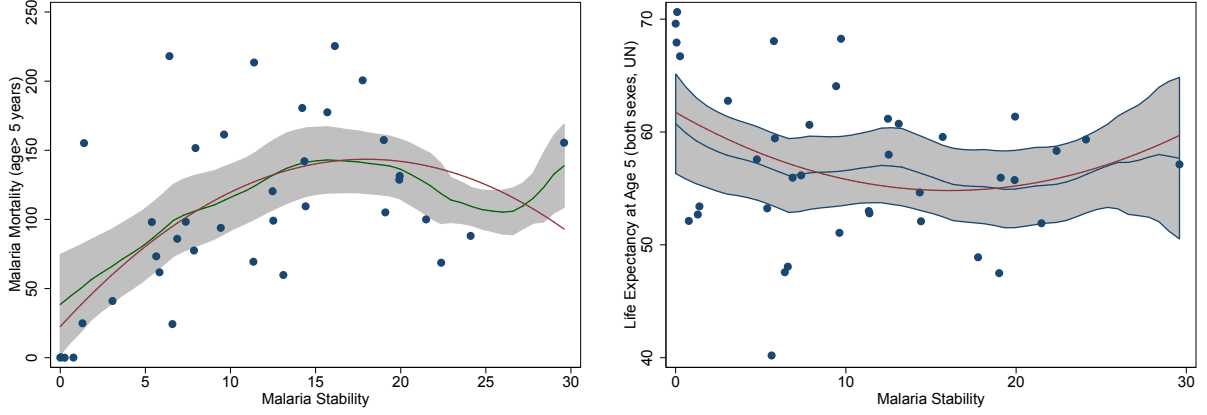 Malaria Mortality (age> 5 years)
250
200
150
100
50
0
0 5 10 15 20 25 30
Malaria Stability
Life Expectancy at Age 5 (both sexes, UN)
70
60
50
40
0 10 20 30
Malaria Stability